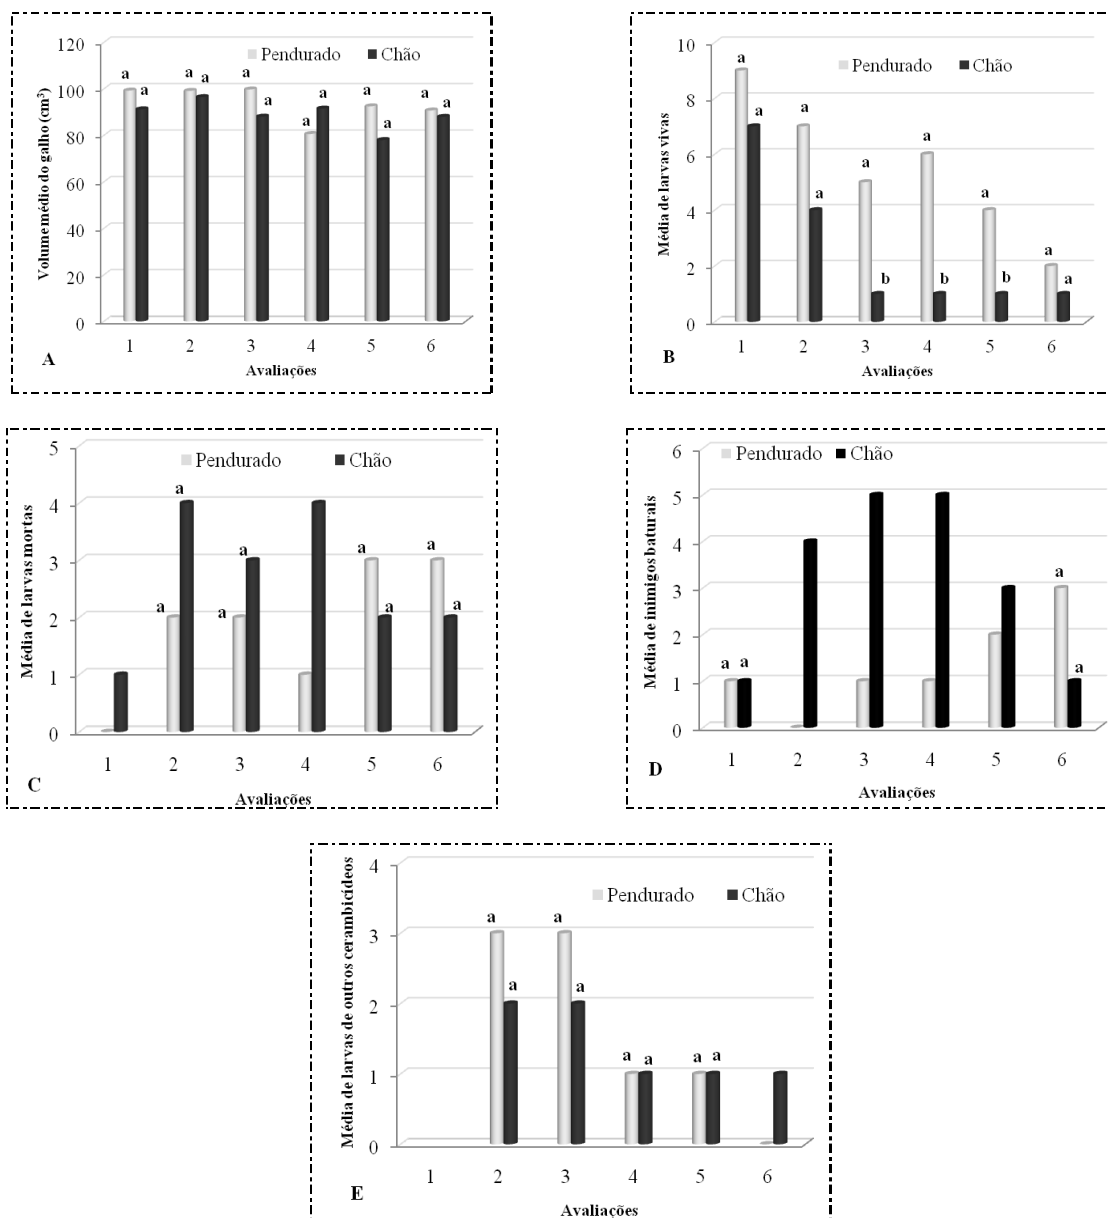 Pendurado Chão
Volume médio do galho (cm³)
120
100
80
60
40
20
0
a a a a a a a a a a a a
1 2 3 4 5 6
A
Avaliações
Pendurado Chão
Média de larvas vivas
10
8
6
4
2
0
a a a a a b a b a b a a
1 2 3 4 5 6
B
Avaliações
Pendurado Chão
Média de larvas mortas
5
4
3
2
1
0
a a a a a a a a
1 2 3 4 5 6
C
Avaliações
Pendurado Chão
Média de inimigos baturais
6
5
4
3
2
1
0
a a a a
1 2 3 4 5 6
D
Avaliações
Pendurado Chão
Média de larvas de outros cerambicídeos
4
3
2
1
0
a a a a a a a a
1 2 3 4 5 6
E
Avaliações